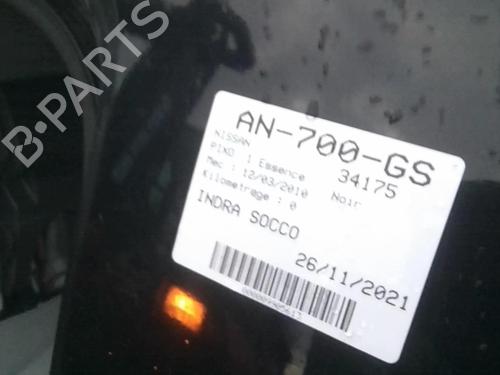 B-PARTS
AN-700-GS
NISSAN 34175
PIXO : Essence Noir
Mec : 12/03/2010
Kilometrage : 0
INDRA SOCCO
26/11/2021